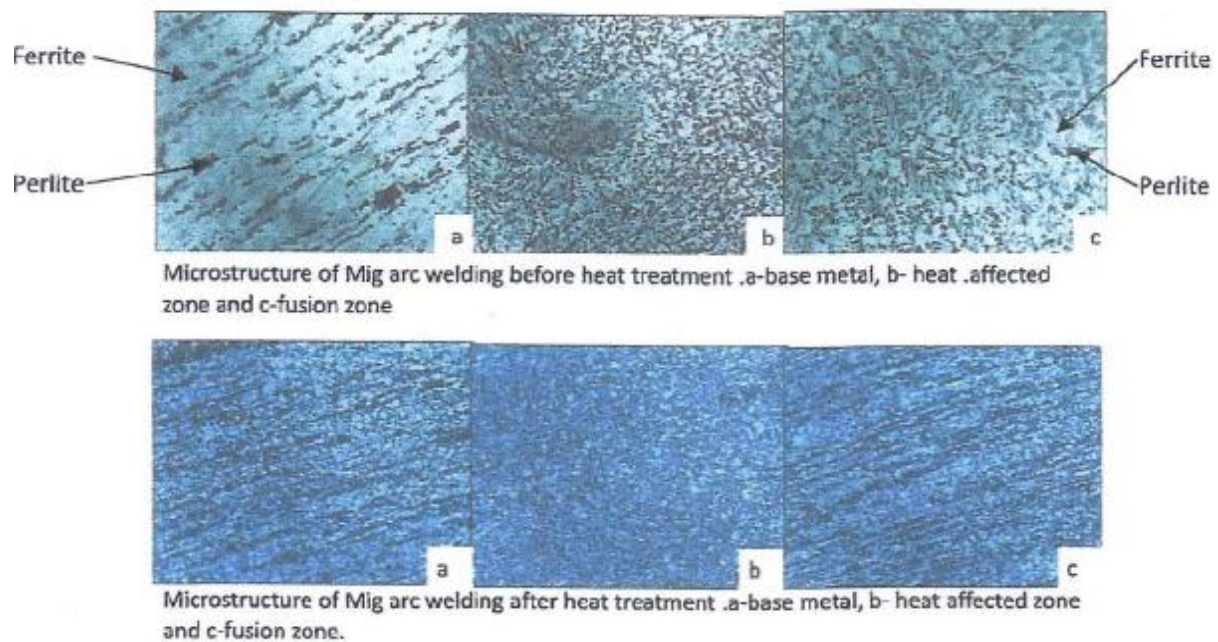 Ferrite
Ferrite
Perlite
Perlite
a
b
c
Microstructure of Mig arc welding before heat treatment .a-base metal, b- heat .affected
zone and c-fusion zone
a
b
c
Microstructure of Mig arc welding after heat treatment .a-base metal, b- heat affected zone
and c-fusion zone.